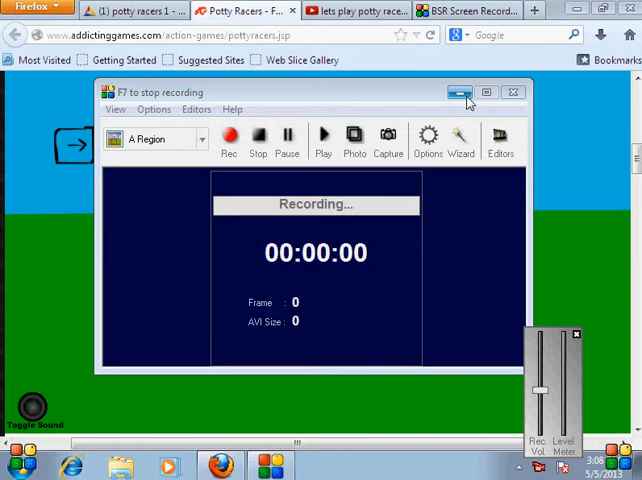 Firefox
(1) potty racers 1 - ...
Potty Racers - F...
lets play potty race...
BSR Screen Record...
www.addictinggames.com/action-games/pottyracers.jsp
Google
Most Visited
Getting Started
Suggested Sites
Web Slice Gallery
Bookmarks
F7 to stop recording
View
Options
Editors
Help
A Region
Rec
Stop
Pause
Play
Photo
Capture
Options
Wizard
Editors
Recording...
00:00:00
Frame : 0
AVI Size : 0
Rec. Vol.
Level Meter
Toggle Sound
3:08
5/5/2013